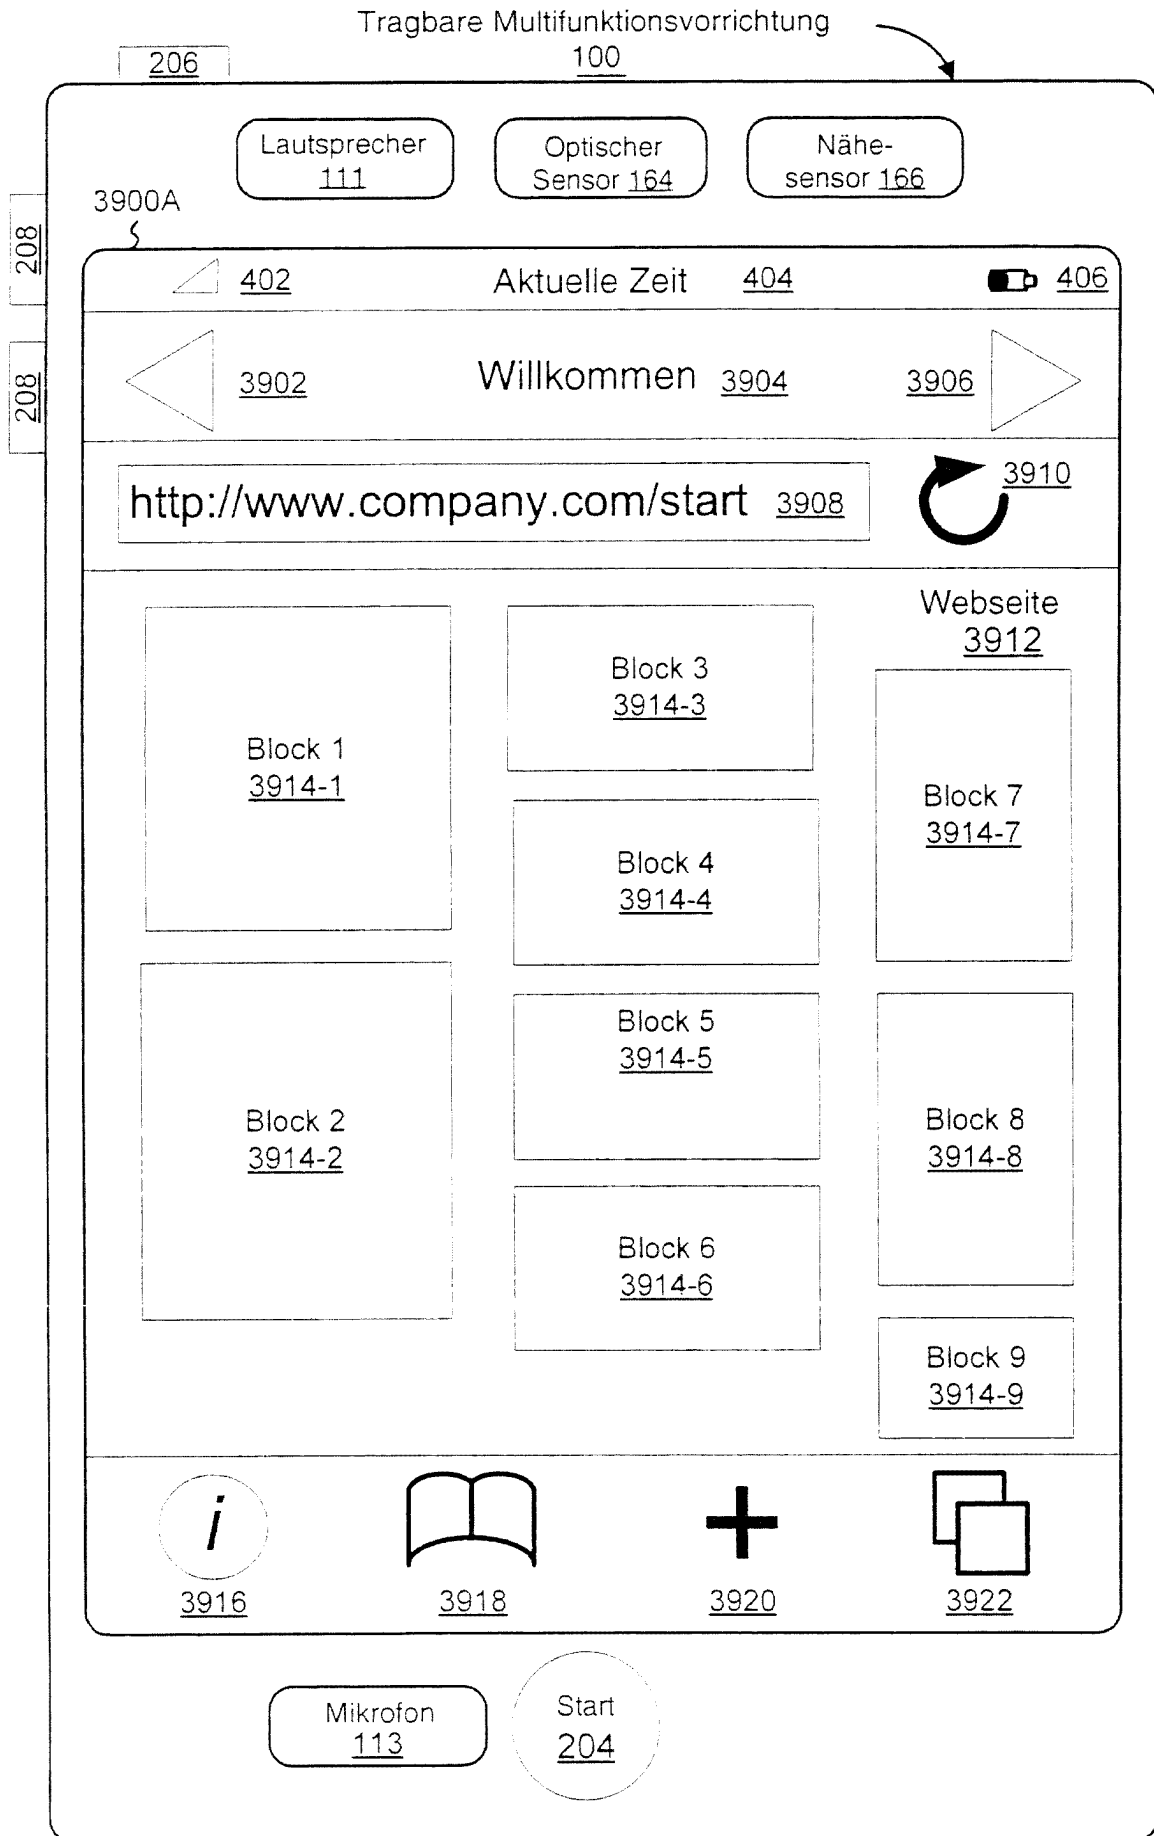 Tragbare Multifunktionsvorrichtung
100
206
Lautsprecher
111
Optischer
Sensor 164
Nähe-
sensor 166
3900A
208
208
402
Aktuelle Zeit 404
406
3902
Willkommen 3904
3906
http://www.company.com/start 3908
3910
Webseite
3912
Block 1
3914-1
Block 2
3914-2
Block 3
3914-3
Block 4
3914-4
Block 5
3914-5
Block 6
3914-6
Block 7
3914-7
Block 8
3914-8
Block 9
3914-9
i
3916
3918
3920
3922
Mikrofon
113
Start
204